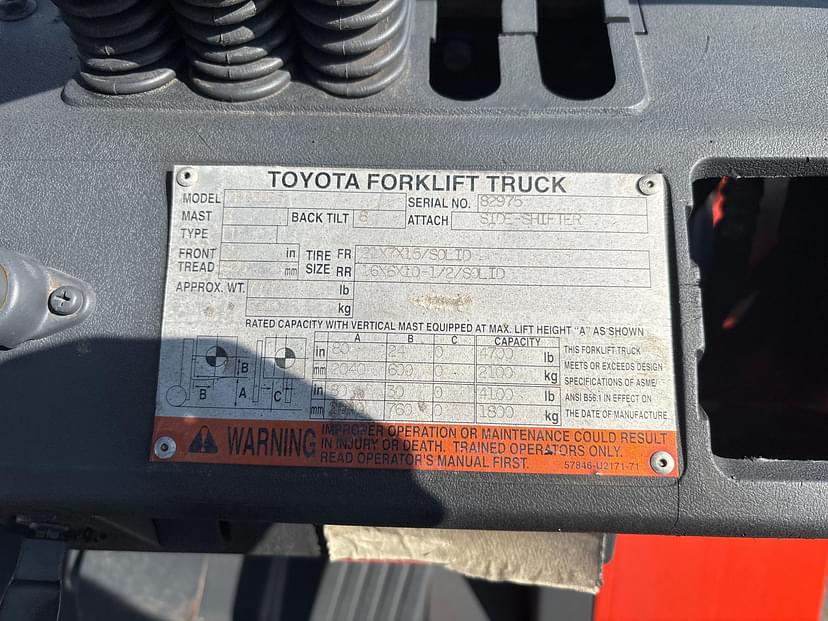 TOYOTA FORKLIFT TRUCK
MODEL SERIAL NO. 82975
MAST BACK TILT 6 ATTACH SIDE-SHIFTER
TYPE
FRONT in TIRE FR 21X7X15/SOLID
TREAD mm SIZE RR 16X6X10-1/2/SOLID
APPROX. WT. lb
kg
RATED CAPACITY WITH VERTICAL MAST EQUIPPED AT MAX. LIFT HEIGHT "A" AS SHOWN
A B C CAPACITY
in 80 24 0 4700 lb THIS FORKLIFT TRUCK
mm 2040 600 0 2100 kg MEETS OR EXCEEDS DESIGN
in 80 30 0 4100 lb SPECIFICATIONS OF ASME/
mm 760 0 1800 kg ANSI B56.1 IN EFFECT ON
THE DATE OF MANUFACTURE
B A C
B
WARNING IMPROPER OPERATION OR MAINTENANCE COULD RESULT
IN INJURY OR DEATH. TRAINED OPERATORS ONLY.
READ OPERATOR'S MANUAL FIRST. 57846-U2171-71